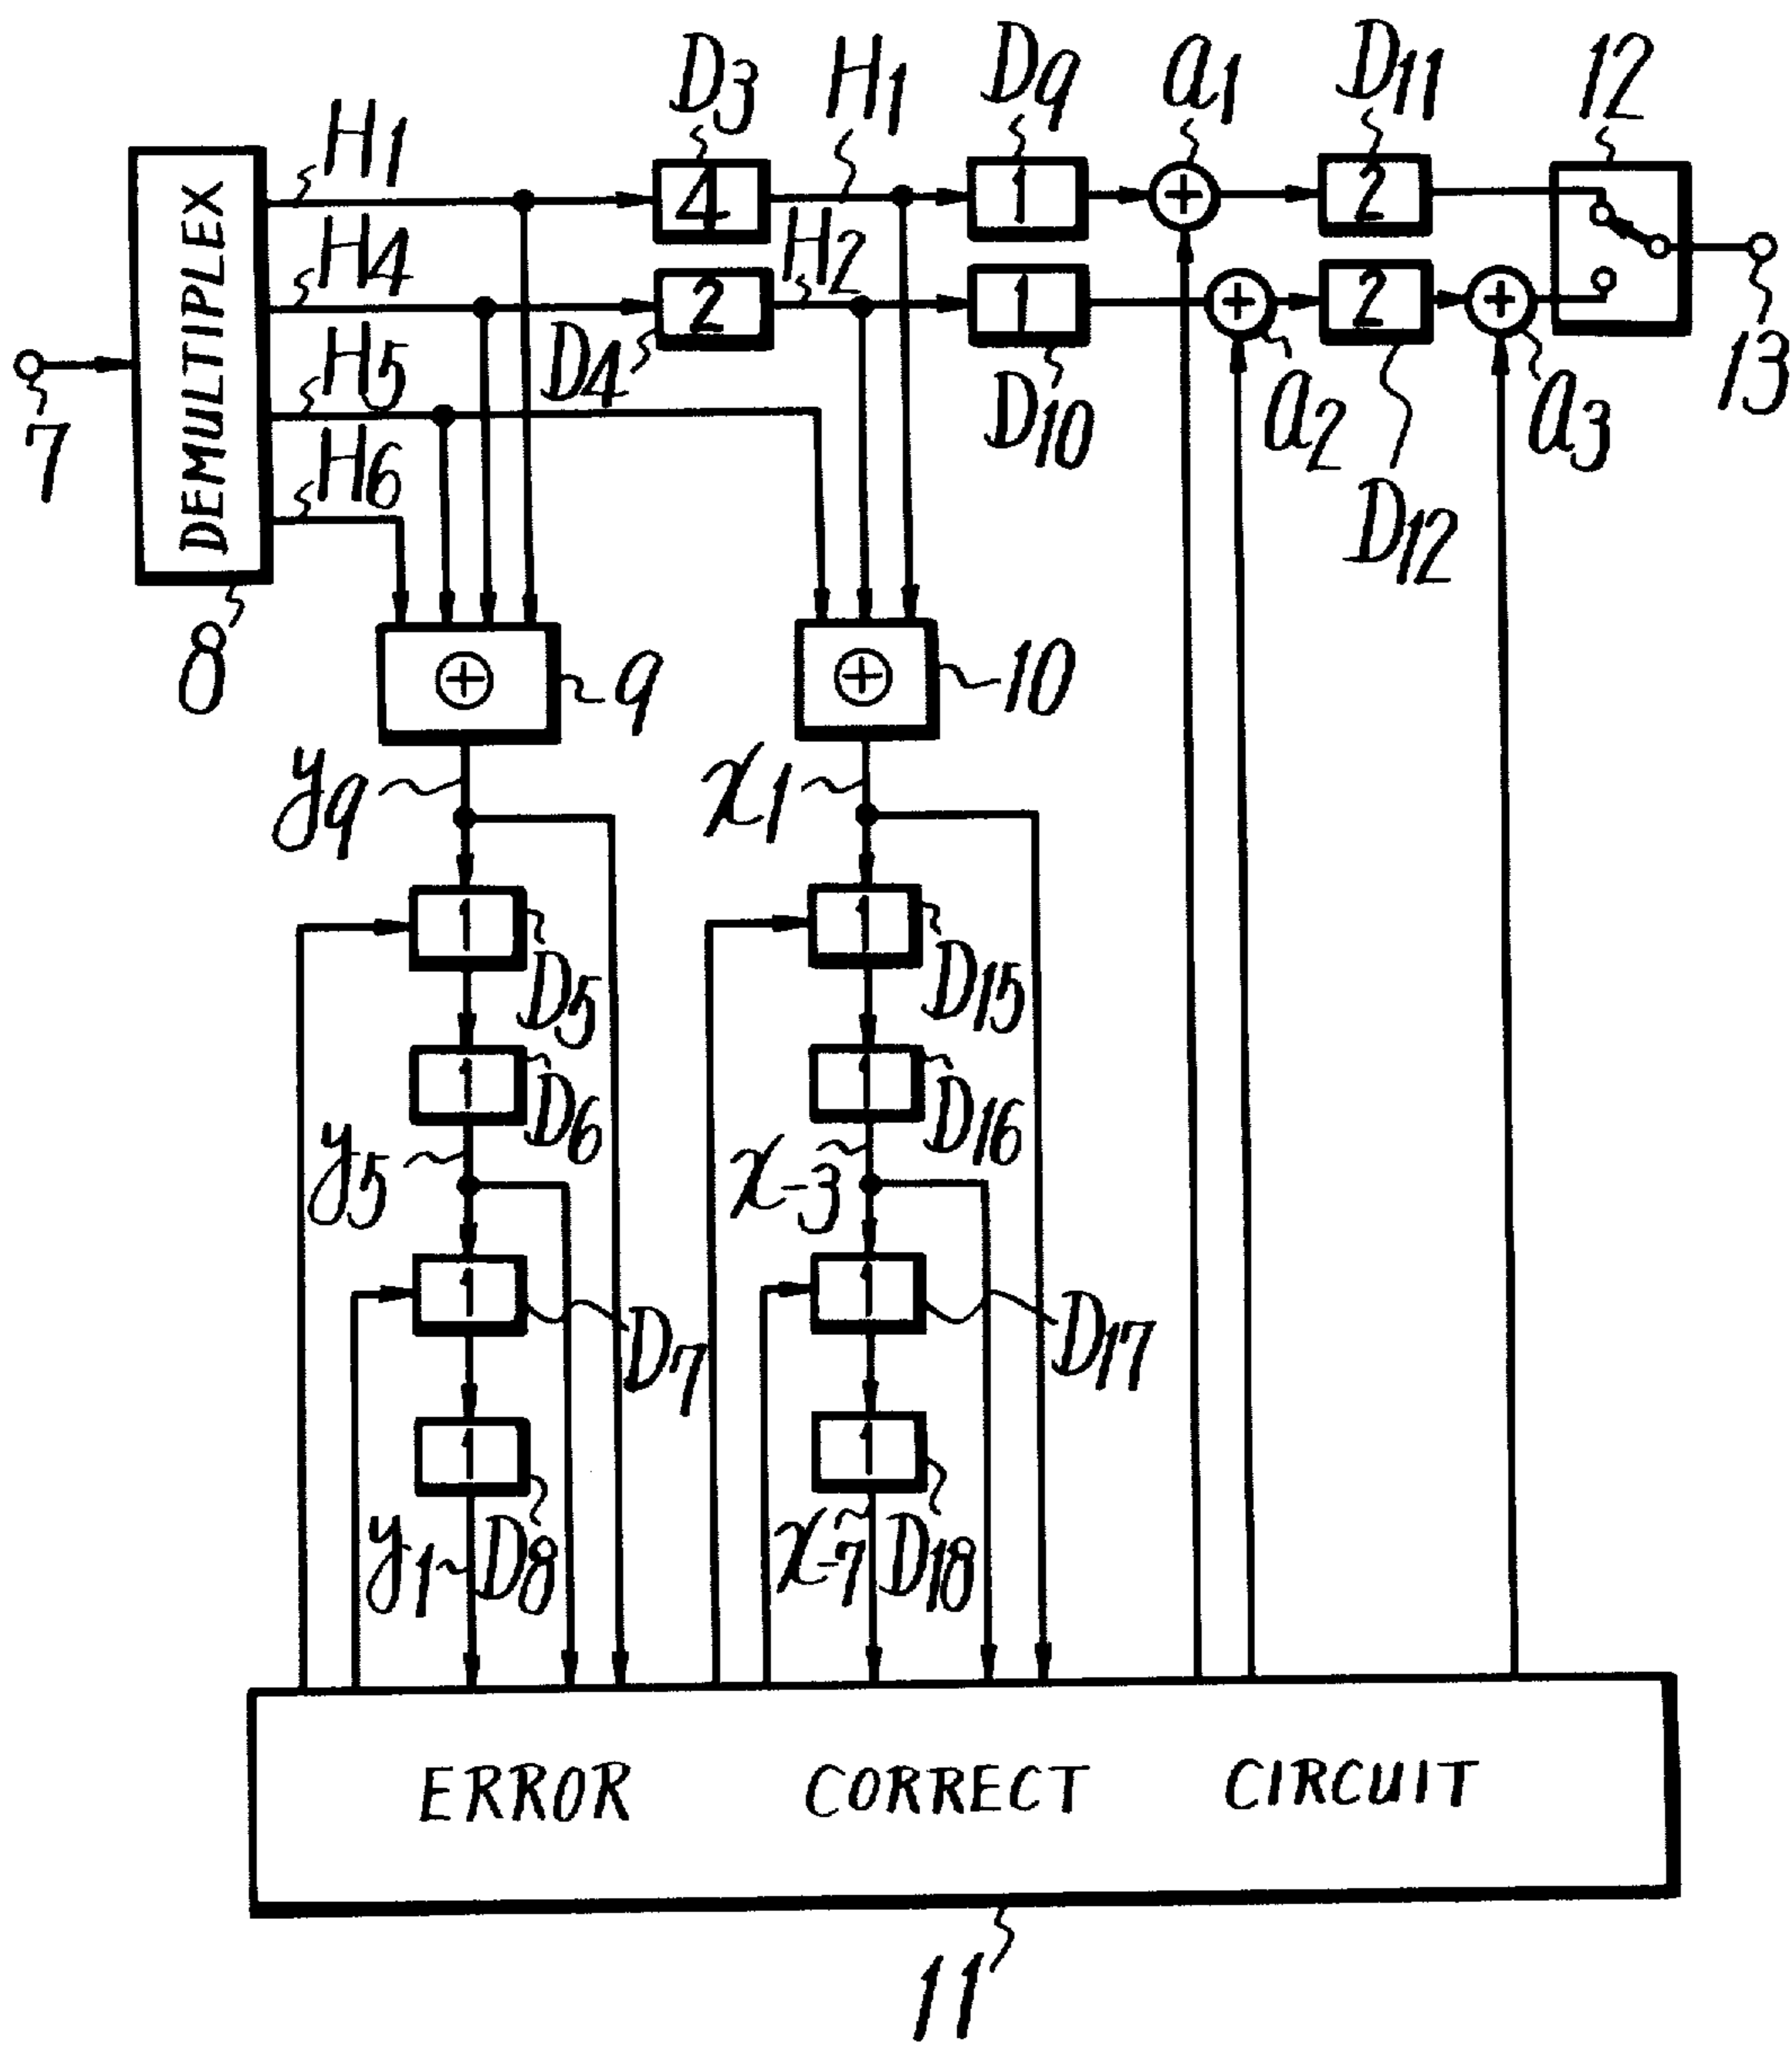 D3 H1 D9 a1 D11 12
H1
4 1 + 2
H4 H2
2 1 + 2 +
DEMULTIPLEX
H5 D4 D10 a2 a3 13
7
H6
D12
8
+ 9 + 10
y9 x1
1 1
D5 D15
1 1
D6 D16
y5 x-3
1 1
D7 D17
1 1
y1 D8 x-7 D18
ERROR CORRECT CIRCUIT
11